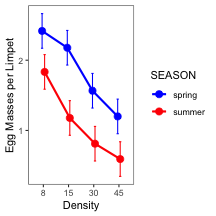 Egg Masses per Limpet
2
1
8
15
30
45
Density
SEASON
spring
summer